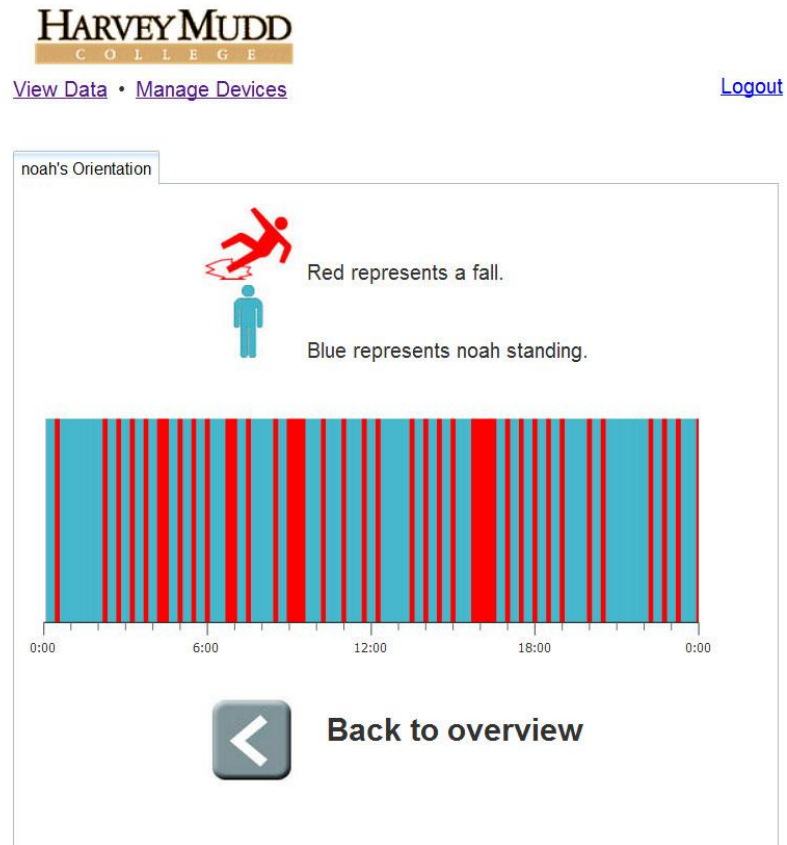 HARVEY MUDD
COLLEGE
View Data • Manage Devices
Logout
noah's Orientation
Red represents a fall.
Blue represents noah standing.
0:00 6:00 12:00 18:00 0:00
Back to overview